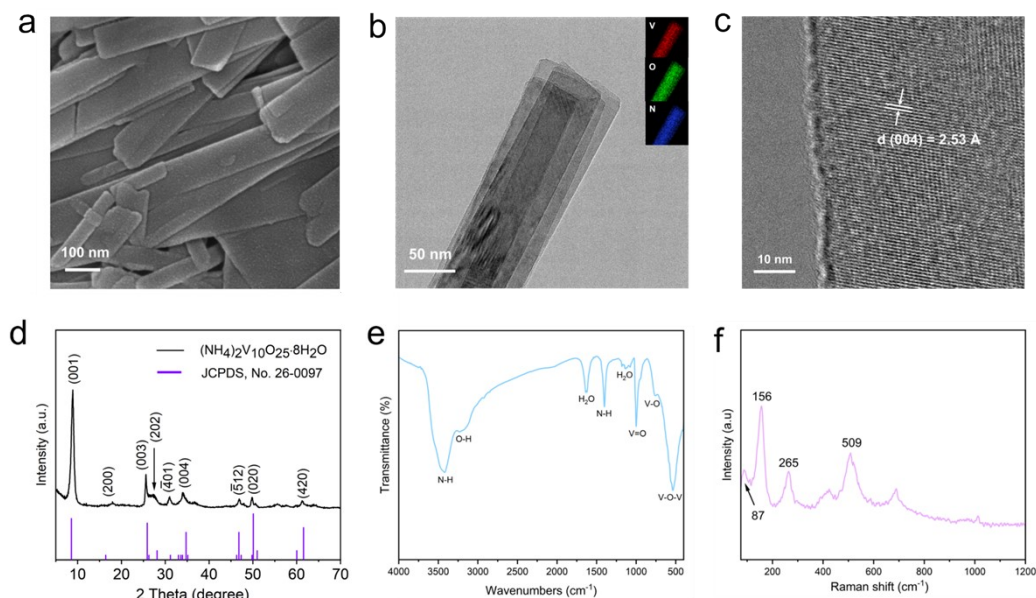 a
100 nm
b
V
O
N
50 nm
c
d (004) = 2.53 Å
10 nm
d
(NH4)2V10O25·8H2O
JCPDS, No. 26-0097
(001)
(200)
(003)
(202)
(4̄01)
(004)
(5̄12)
(020)
(420)
Intensity (a.u.)
10 20 30 40 50 60 70
2 Theta (degree)
e
Transmittance (%)
N-H
O-H
H₂O
N-H
H₂O
V=O
V-O
V-O-V
4000 3500 3000 2500 2000 1500 1000 500
Wavenumbers (cm⁻¹)
f
Intensity (a.u)
87
156
265
509
200 400 600 800 1000 1200
Raman shift (cm⁻¹)